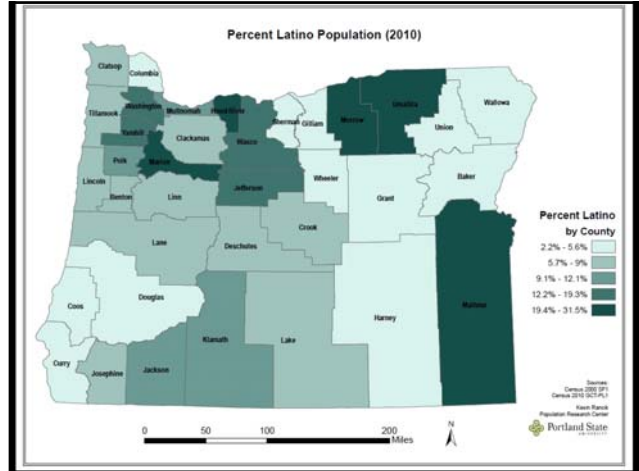 Percent Latino Population (2010)
Clatsop
Columbia
Tillamook
Washington
Multnomah
Hood River
Sherman
Gilliam
Morrow
Umatilla
Wallowa
Union
Yamhill
Clackamas
Wasco
Polk
Marion
Wheeler
Baker
Lincoln
Benton
Linn
Jefferson
Grant
Crook
Lane
Deschutes
Douglas
Coos
Harney
Malheur
Klamath
Lake
Curry
Josephine
Jackson
Percent Latino
by County
2.2% - 5.6%
5.7% - 9%
9.1% - 12.1%
12.2% - 19.3%
19.4% - 31.5%
Sources:
Census 2000 SF1
Census 2010 GCT-PL1
Population Research Center
Portland State
UNIVERSITY
0 50 100 200
Miles
N